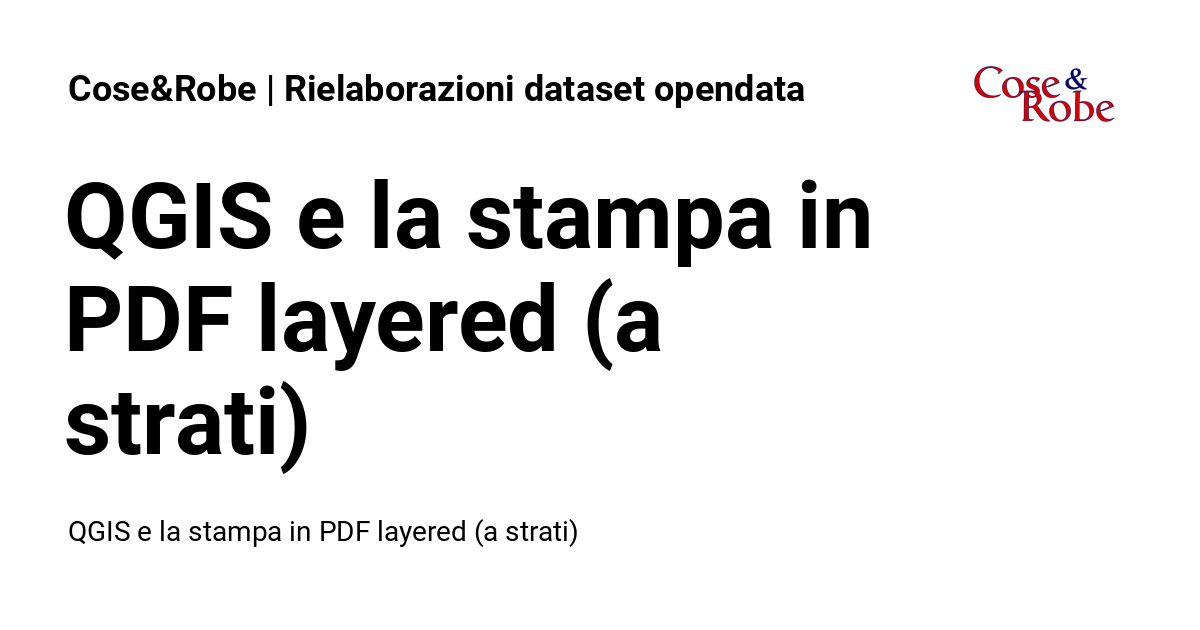 Cose&Robe | Rielaborazioni dataset opendata
Cose &
Robe
QGIS e la stampa in
PDF layered (a
strati)
QGIS e la stampa in PDF layered (a strati)